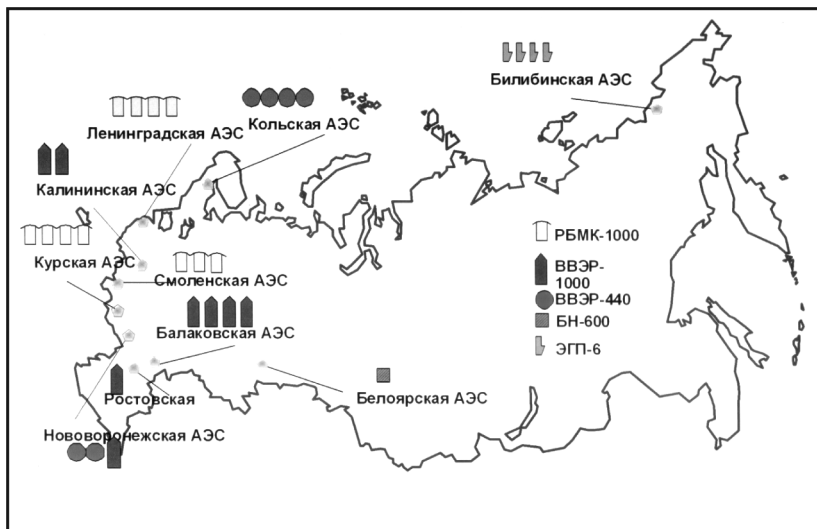 Билибинская АЭС
Ленинградская АЭС
Кольская АЭС
Калининская АЭС
Курская АЭС
Смоленская АЭС
Балаковская АЭС
Ростовская
Нововоронежская АЭС
Белоярская АЭС
РБМК-1000
ВВЭР-
1000
ВВЭР-440
БН-600
ЭГП-6